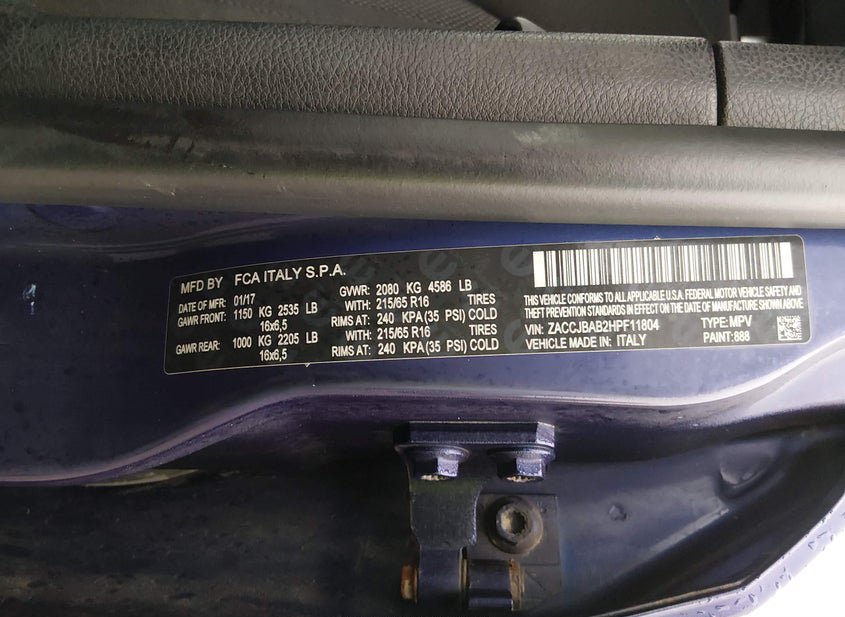 MFD BY FCA ITALY S.P.A.
DATE OF MFR: 01/17 GVWR: 2080 KG 4586 LB
GAWR FRONT: 1150 KG 2535 LB WITH: 215/65 R16 TIRES
16x6,5 RIMS AT: 240 KPA (35 PSI) COLD
GAWR REAR: 1000 KG 2205 LB WITH: 215/65 R16 TIRES
16x6,5 RIMS AT: 240 KPA (35 PSI) COLD
THIS VEHICLE CONFORMS TO ALL APPLICABLE U.S.A. FEDERAL MOTOR VEHICLE SAFETY AND
THEFT PREVENTION STANDARDS IN EFFECT ON THE DATE OF MANUFACTURE SHOWN ABOVE
VIN: ZACCJBAB2HPF11804 TYPE: MPV
VEHICLE MADE IN: ITALY PAINT:888